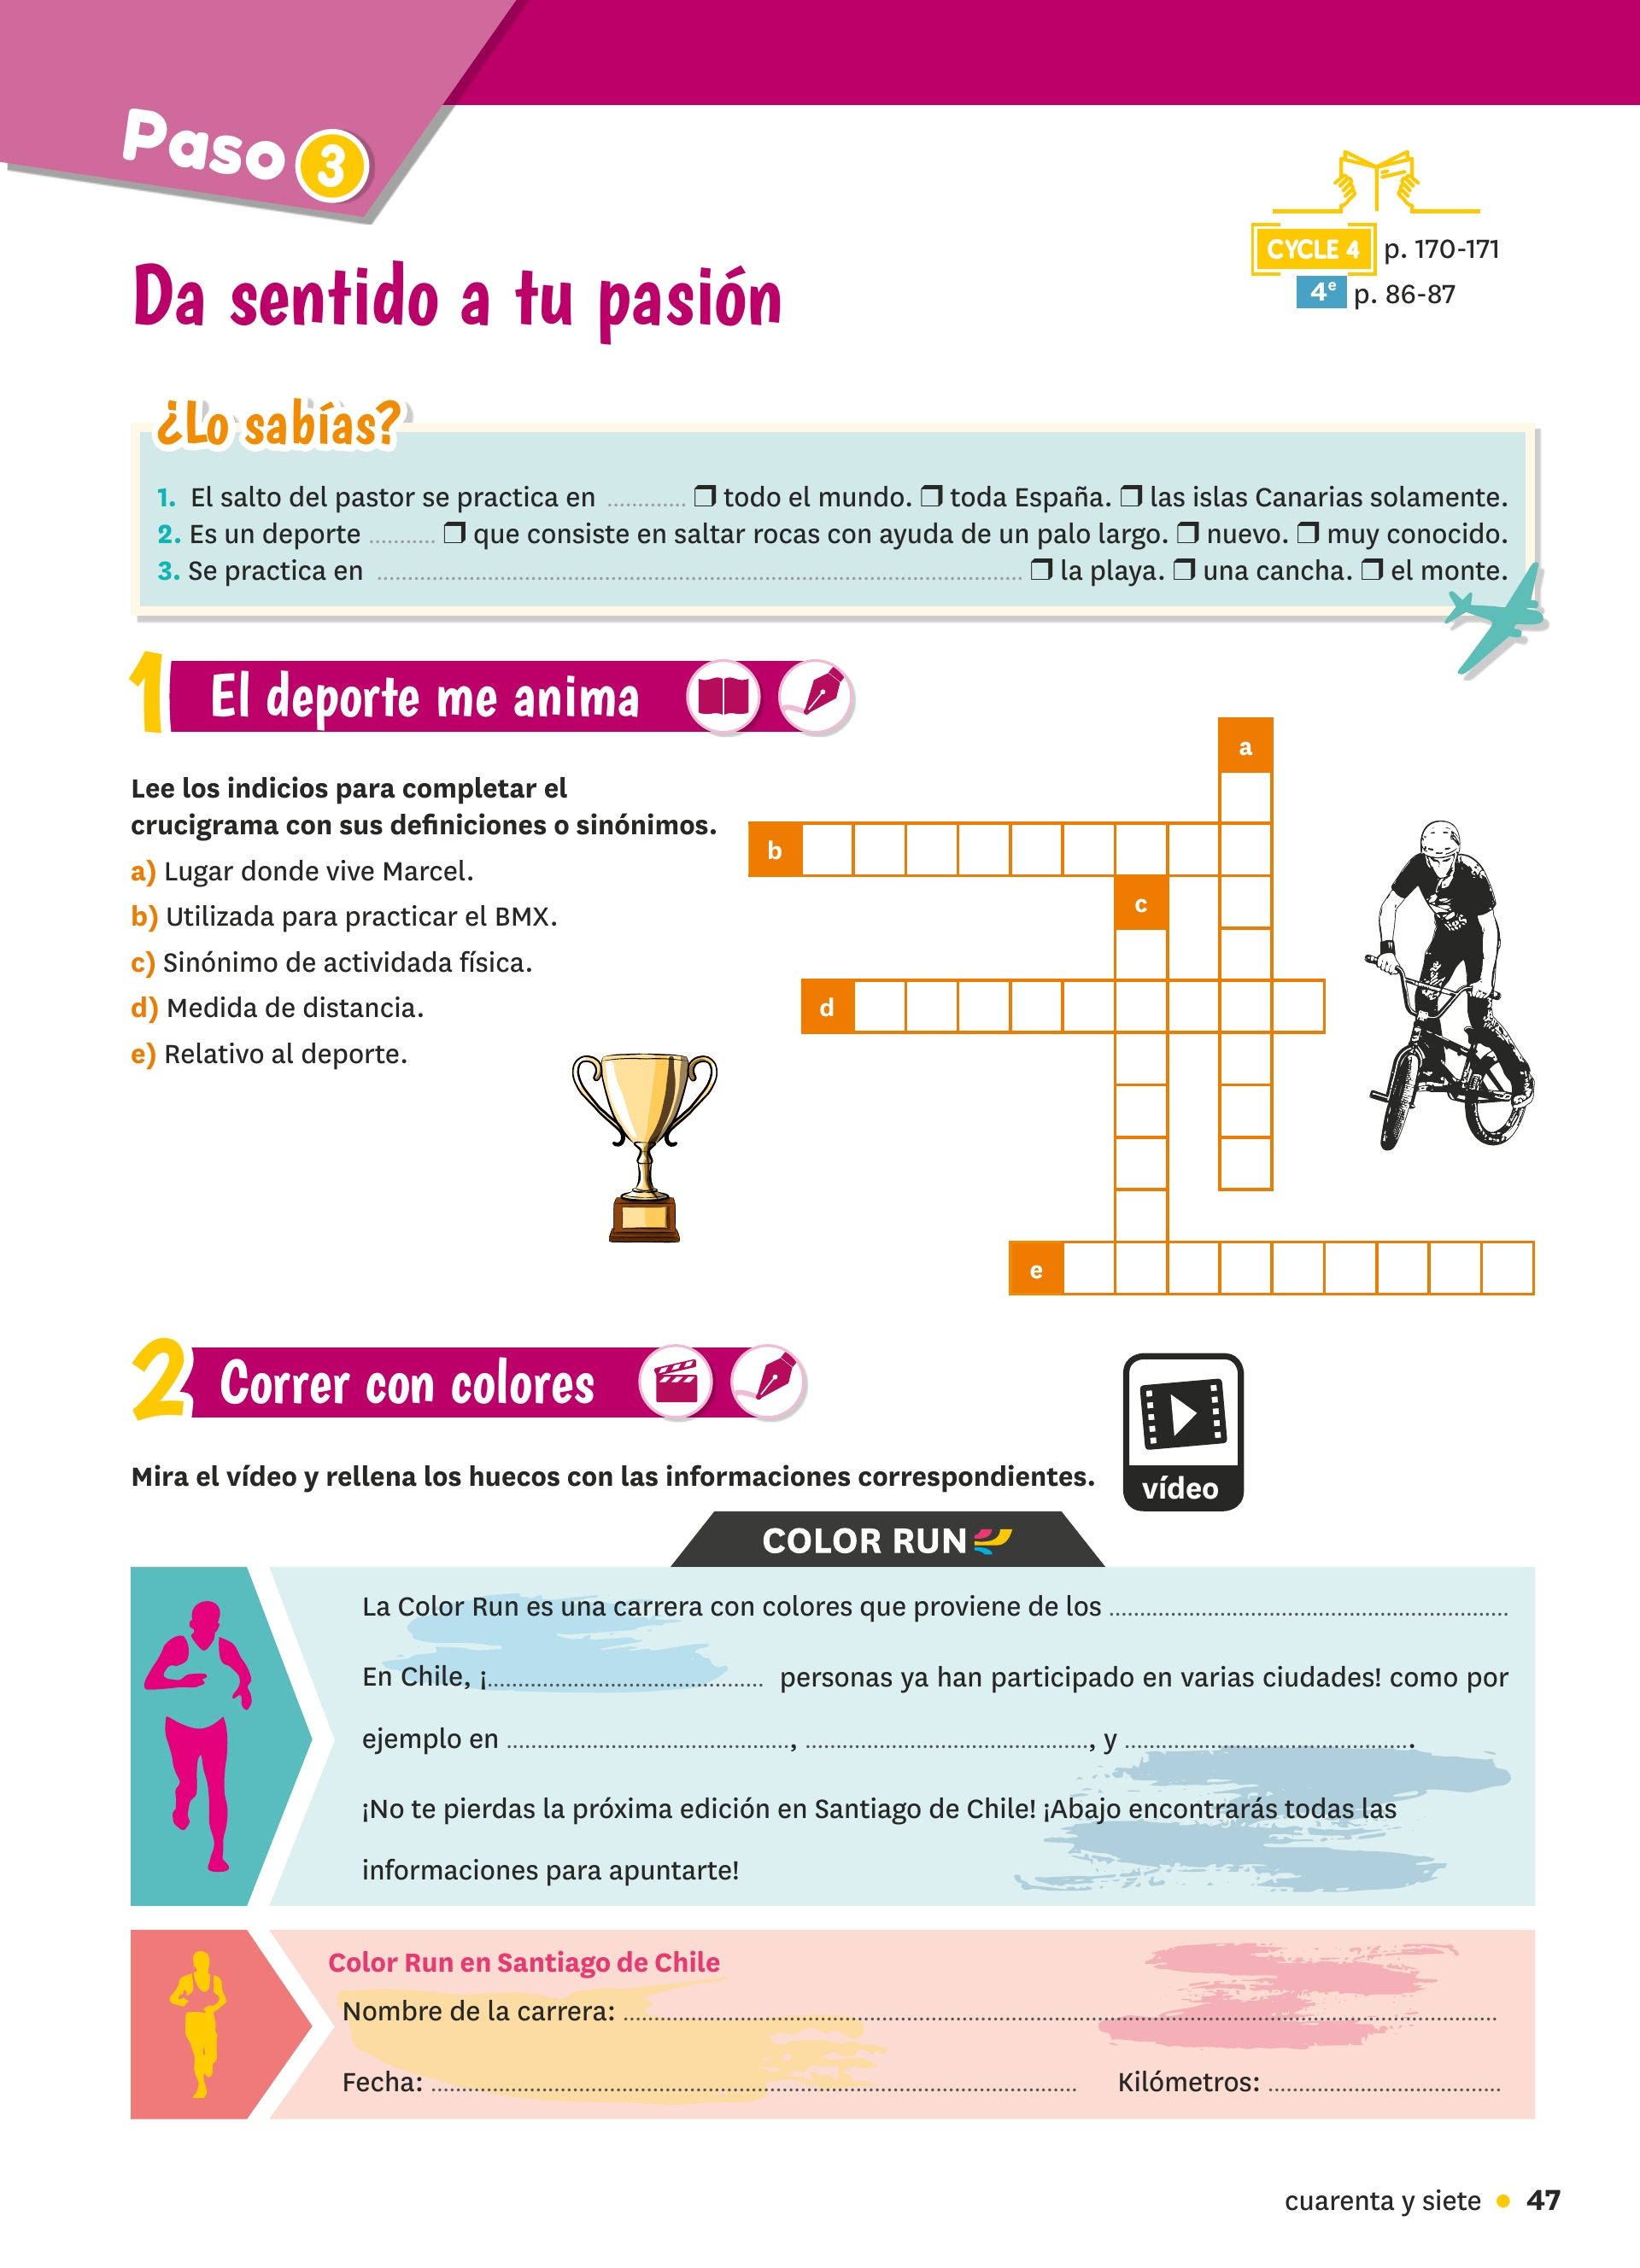 Paso 3
CYCLE 4 p. 170-171
4e p. 86-87
Da sentido a tu pasión
¿Lo sabías?
1. El salto del pastor se practica en ............ ❒ todo el mundo. ❒ toda España. ❒ las islas Canarias solamente.
2. Es un deporte ........... ❒ que consiste en saltar rocas con ayuda de un palo largo. ❒ nuevo. ❒ muy conocido.
3. Se practica en ............................................................ ❒ la playa. ❒ una cancha. ❒ el monte.
1 El deporte me anima
Lee los indicios para completar el
crucigrama con sus definiciones o sinónimos.
a) Lugar donde vive Marcel.
b) Utilizada para practicar el BMX.
c) Sinónimo de actividada física.
d) Medida de distancia.
e) Relativo al deporte.
a
b
c
d
e
2 Correr con colores
Mira el vídeo y rellena los huecos con las informaciones correspondientes.
vídeo
COLOR RUN
La Color Run es una carrera con colores que proviene de los ............................................................
En Chile, ¡.............................................. personas ya han participado en varias ciudades! como por
ejemplo en .............................................., .............................................., y ..............................................
¡No te pierdas la próxima edición en Santiago de Chile! ¡Abajo encontrarás todas las
informaciones para apuntarte!
Color Run en Santiago de Chile
Nombre de la carrera: ............................................................
Fecha: ............................................................ Kilómetros: ......................................
cuarenta y siete • 47